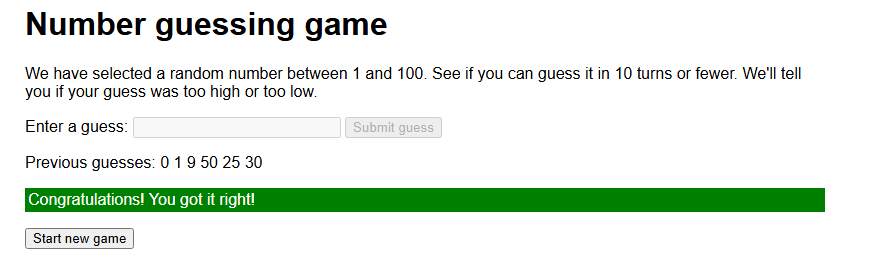 Number guessing game
We have selected a random number between 1 and 100. See if you can guess it in 10 turns or fewer. We'll tell
you if your guess was too high or too low.
Enter a guess: Submit guess
Previous guesses: 0 1 9 50 25 30
Congratulations! You got it right!
Start new game